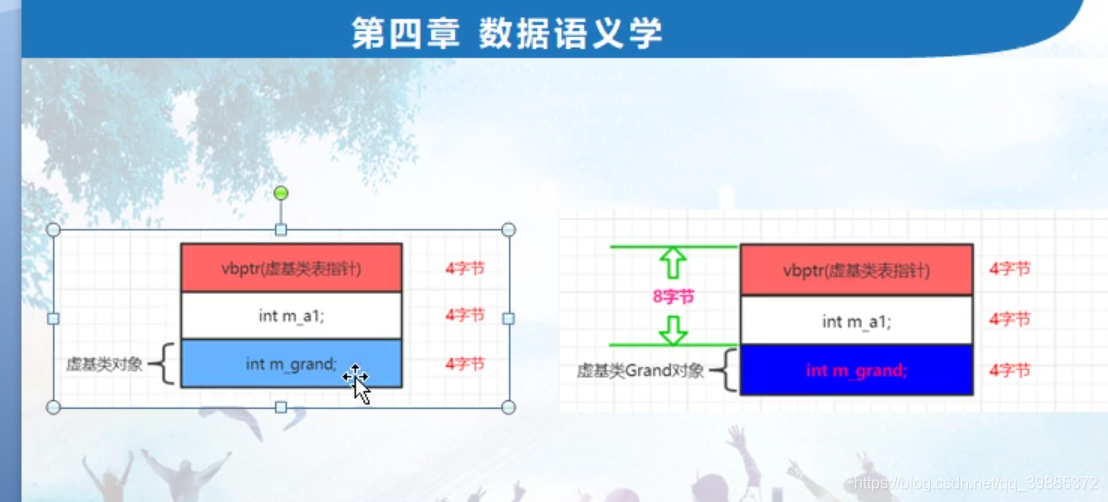 第四章 数据语义学
vbptr(虚基类表指针)
4字节
int m_a1;
4字节
虚基类对象
int m_grand;
4字节
vbptr(虚基类表指针)
4字节
8字节
int m_a1;
4字节
虚基类Grand对象
int m_grand;
4字节
https://blog.csdn.net/qq_39885372